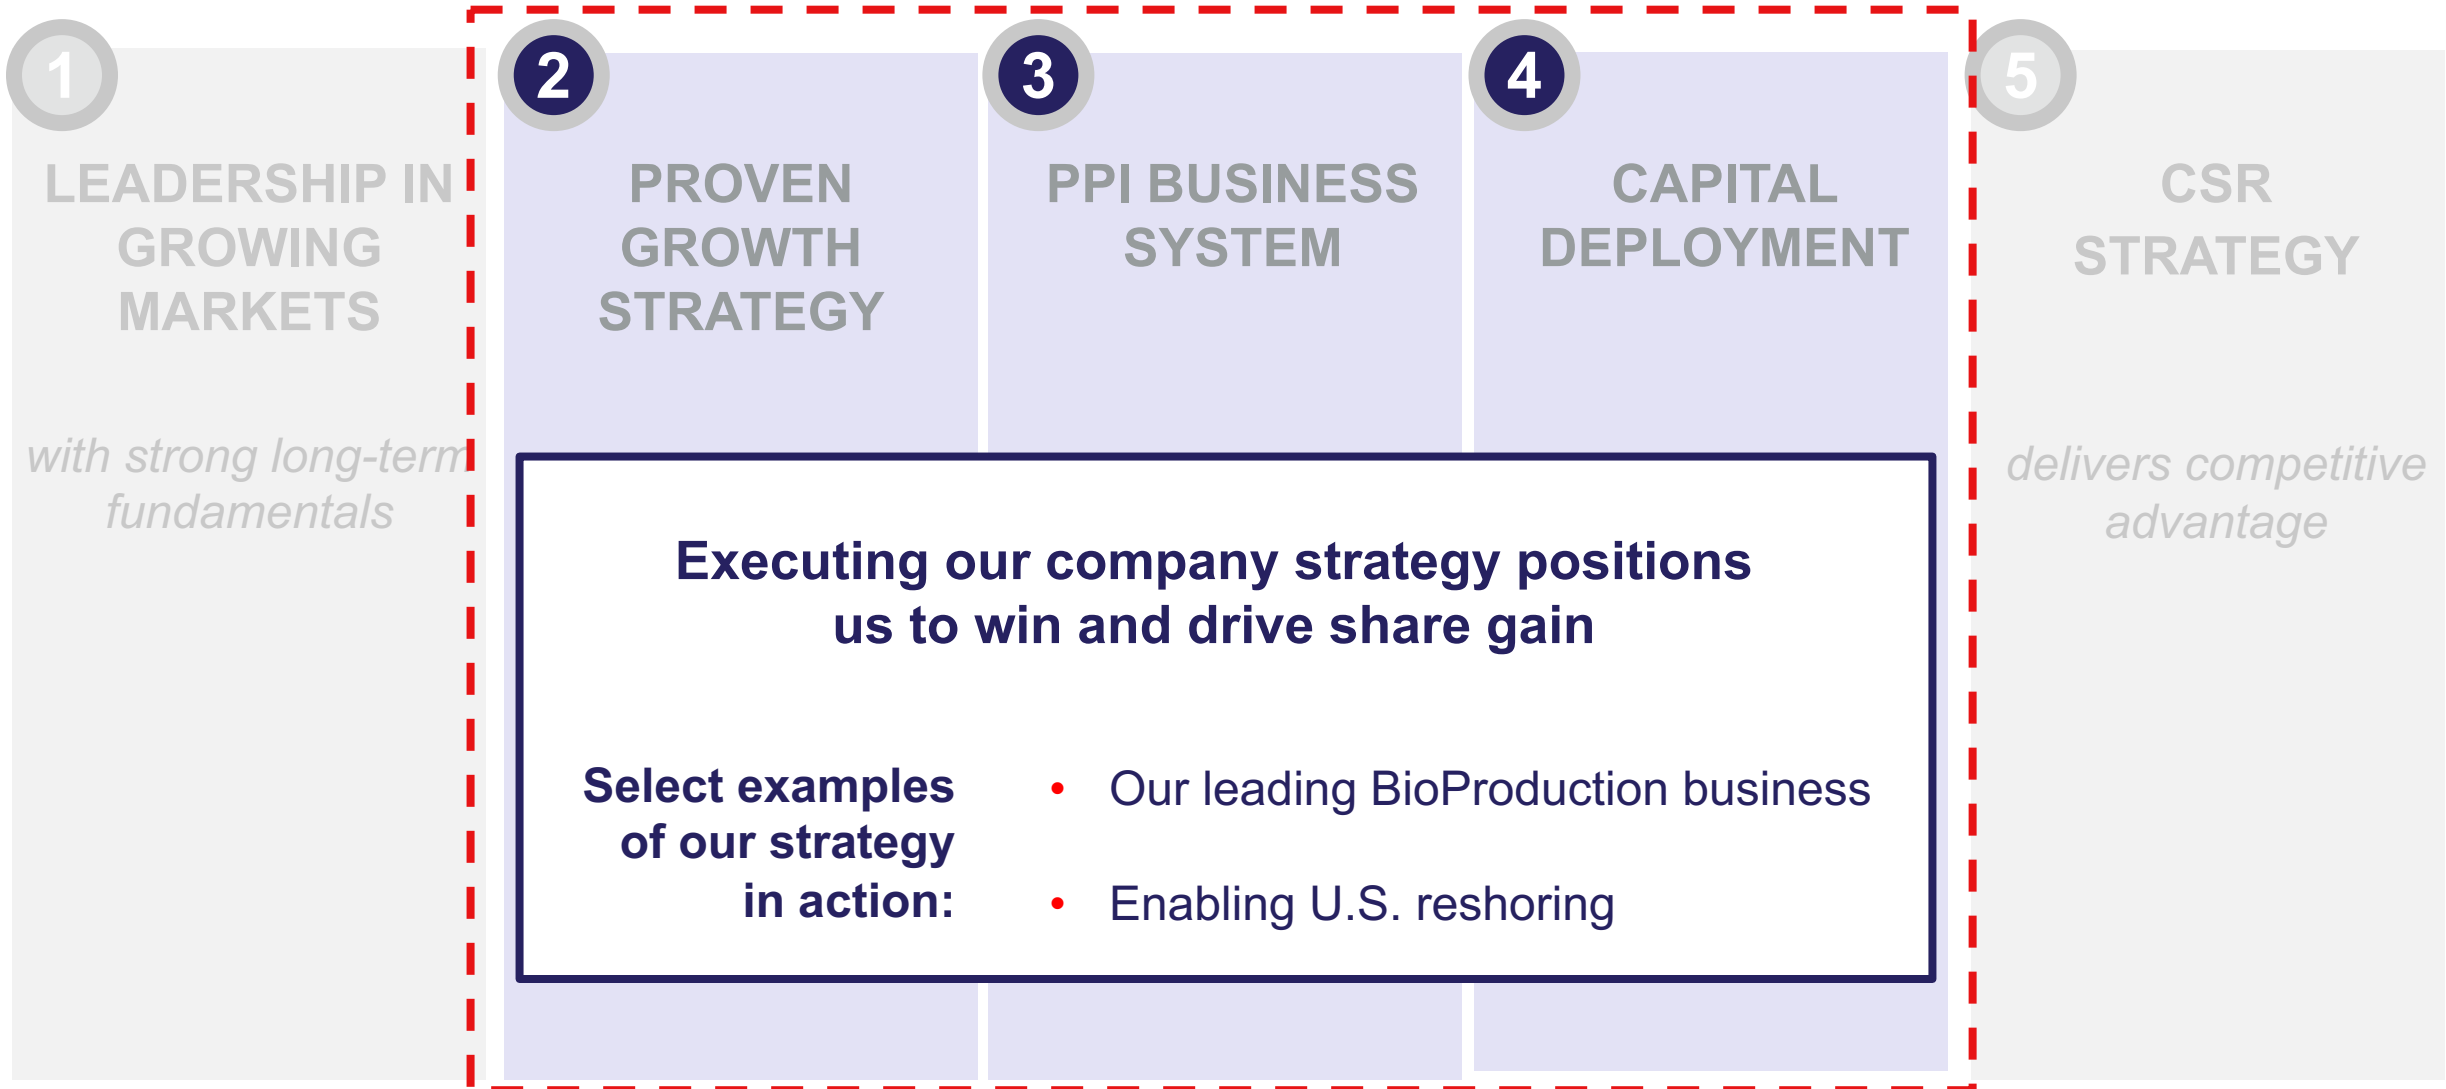 1
LEADERSHIP IN
GROWING
MARKETS
with strong long-term
fundamentals
2
PROVEN
GROWTH
STRATEGY
3
PPI BUSINESS
SYSTEM
4
CAPITAL
DEPLOYMENT
5
CSR
STRATEGY
delivers competitive
advantage
Executing our company strategy positions
us to win and drive share gain
Select examples
of our strategy
in action:
• Our leading BioProduction business
• Enabling U.S. reshoring